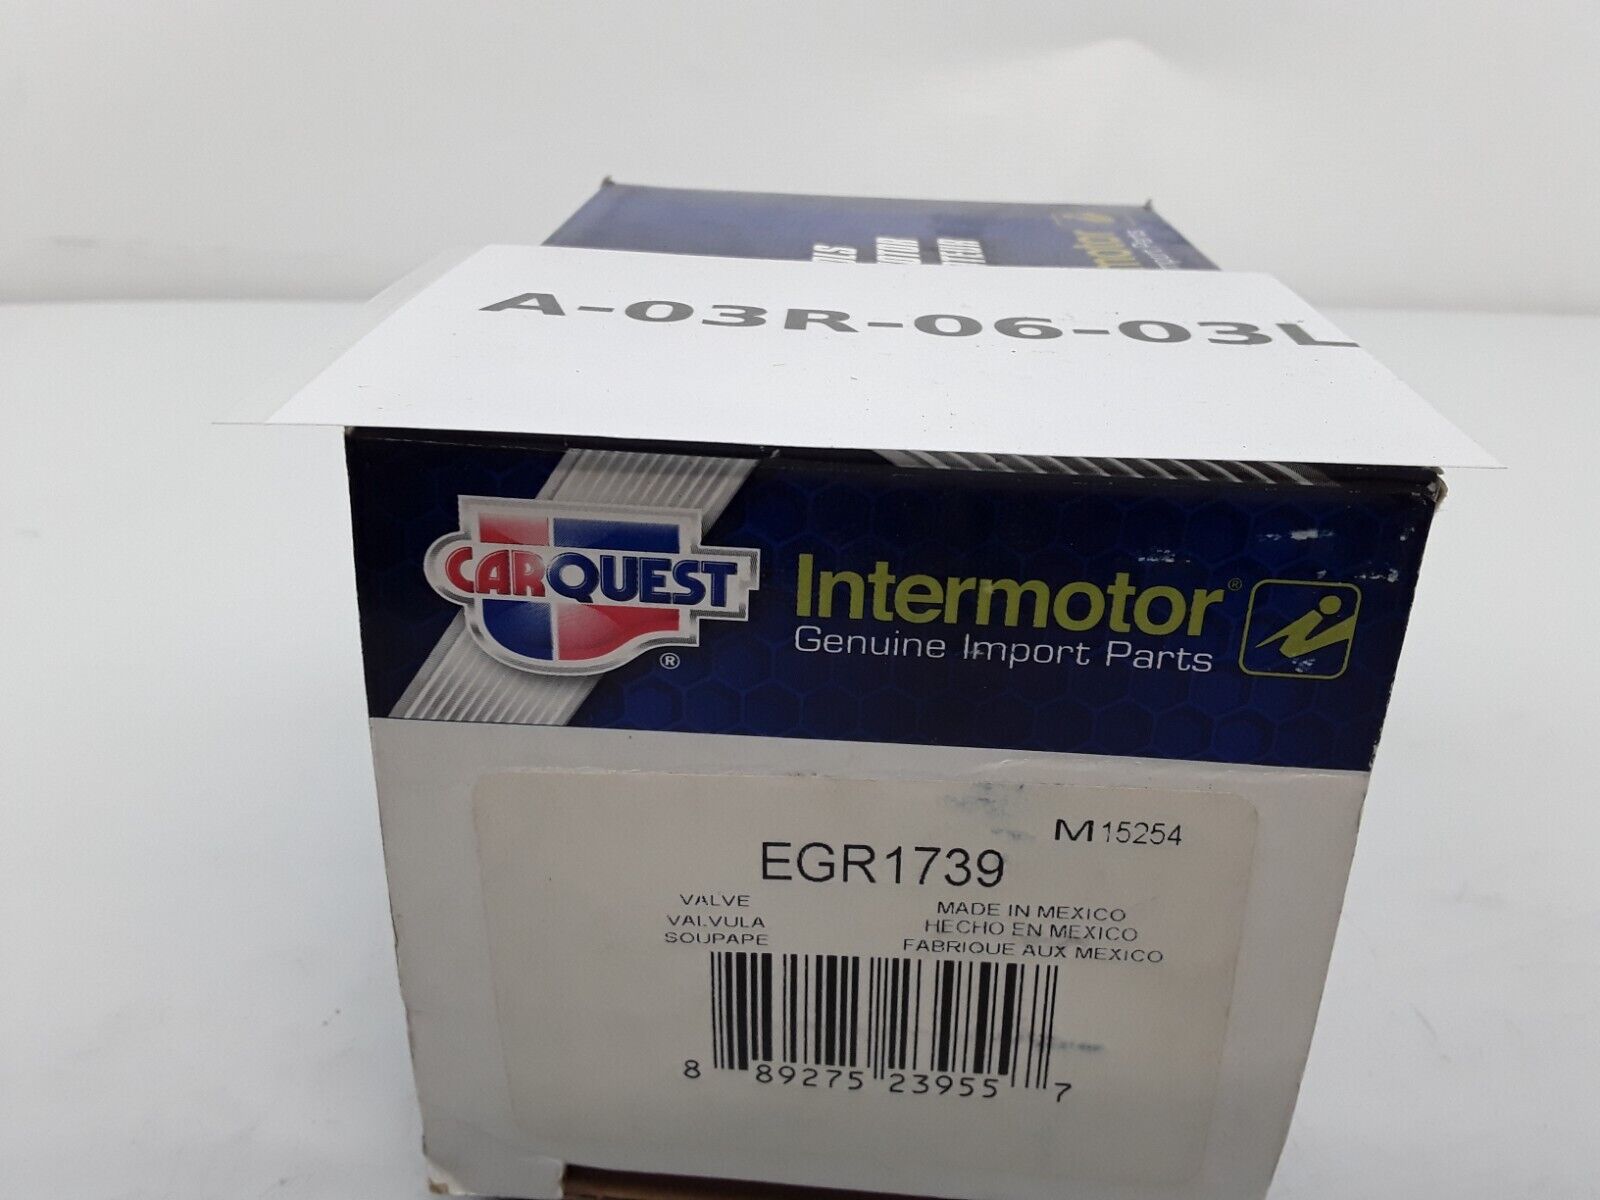 A-03R-06-03L
CARQUEST
®
Intermotor®
Genuine Import Parts
M 15254
EGR1739
VALVE
VALVULA
SOUPAPE
MADE IN MEXICO
HECHO EN MEXICO
FABRIQUE AUX MEXICO
8 89275 23955 7